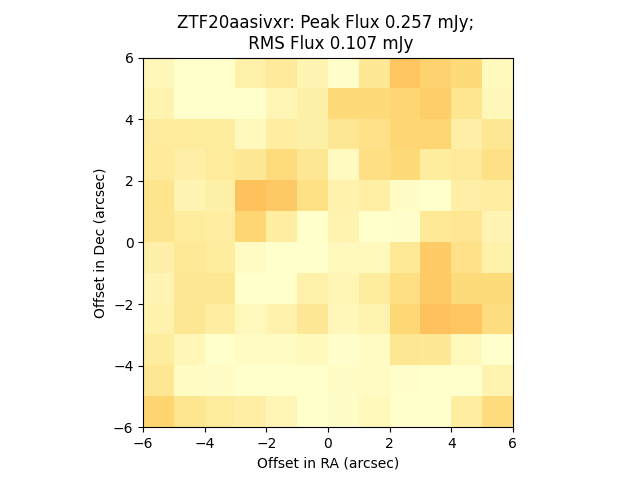 ZTF20aasivxr: Peak Flux 0.257 mJy;
RMS Flux 0.107 mJy
6
4
2
0
−2
−4
−6
Offset in Dec (arcsec)
−6 −4 −2 0 2 4 6
Offset in RA (arcsec)